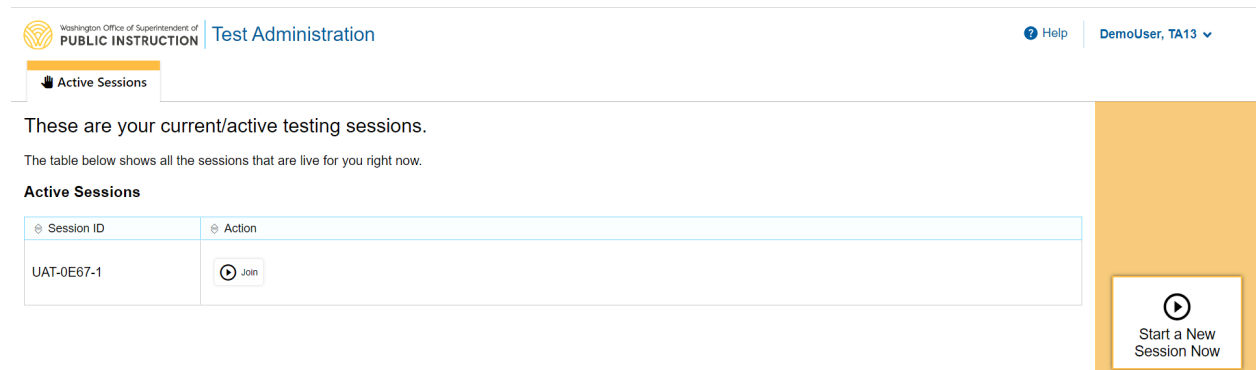 Washington Office of Superintendent of
PUBLIC INSTRUCTION
Test Administration
Help
DemoUser, TA13
Active Sessions
These are your current/active testing sessions.
The table below shows all the sessions that are live for you right now.
Active Sessions
Session ID
Action
UAT-0E67-1
Join
Start a New
Session Now